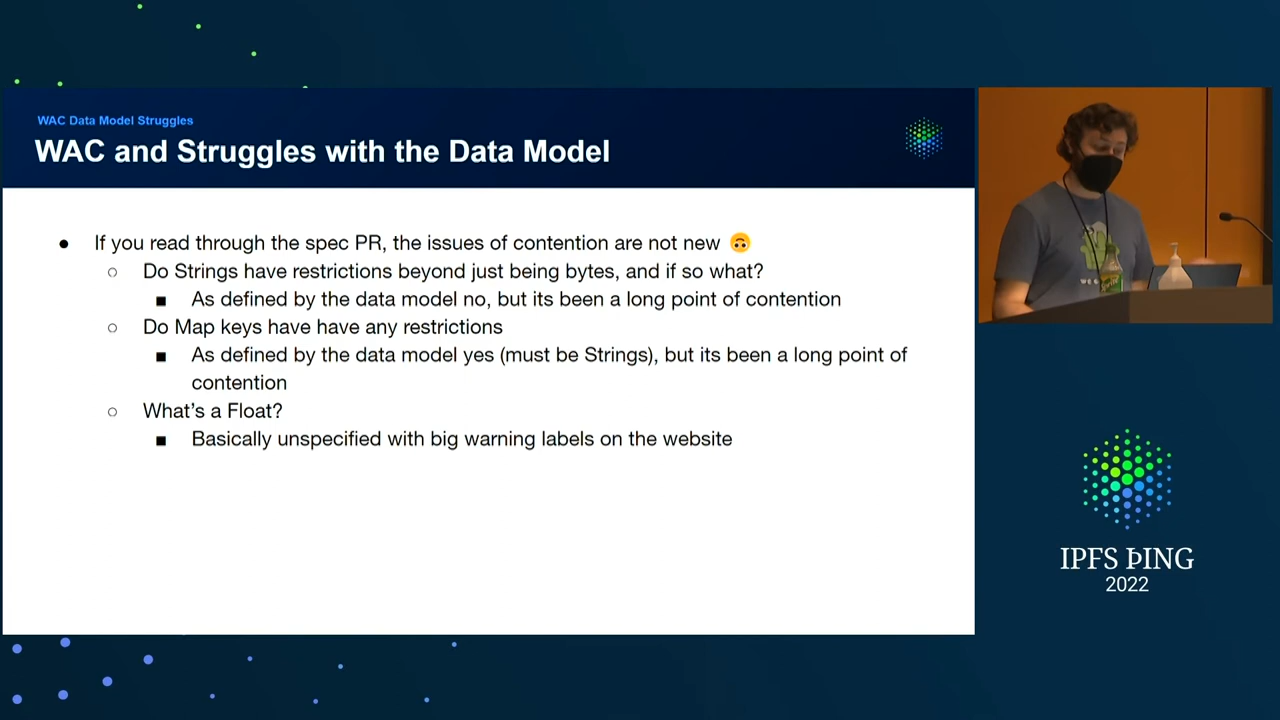 WAC Data Model Struggles
WAC and Struggles with the Data Model
● If you read through the spec PR, the issues of contention are not new 🙃
○ Do Strings have restrictions beyond just being bytes, and if so what?
■ As defined by the data model no, but its been a long point of contention
○ Do Map keys have have any restrictions
■ As defined by the data model yes (must be Strings), but its been a long point of
contention
○ What's a Float?
■ Basically unspecified with big warning labels on the website
IPFS ÞING
2022